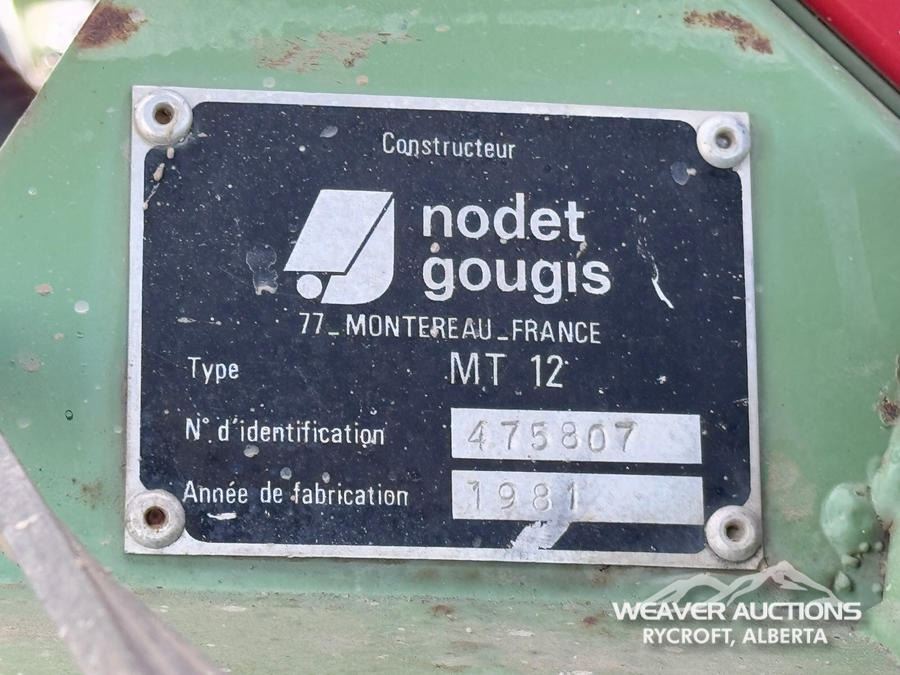 Constructeur
nodet
gougis
77_MONTEREAU_FRANCE
Type MT 12
N° d'identification 475807
Année de fabrication 1981
WEAVER AUCTIONS
RYCROFT, ALBERTA